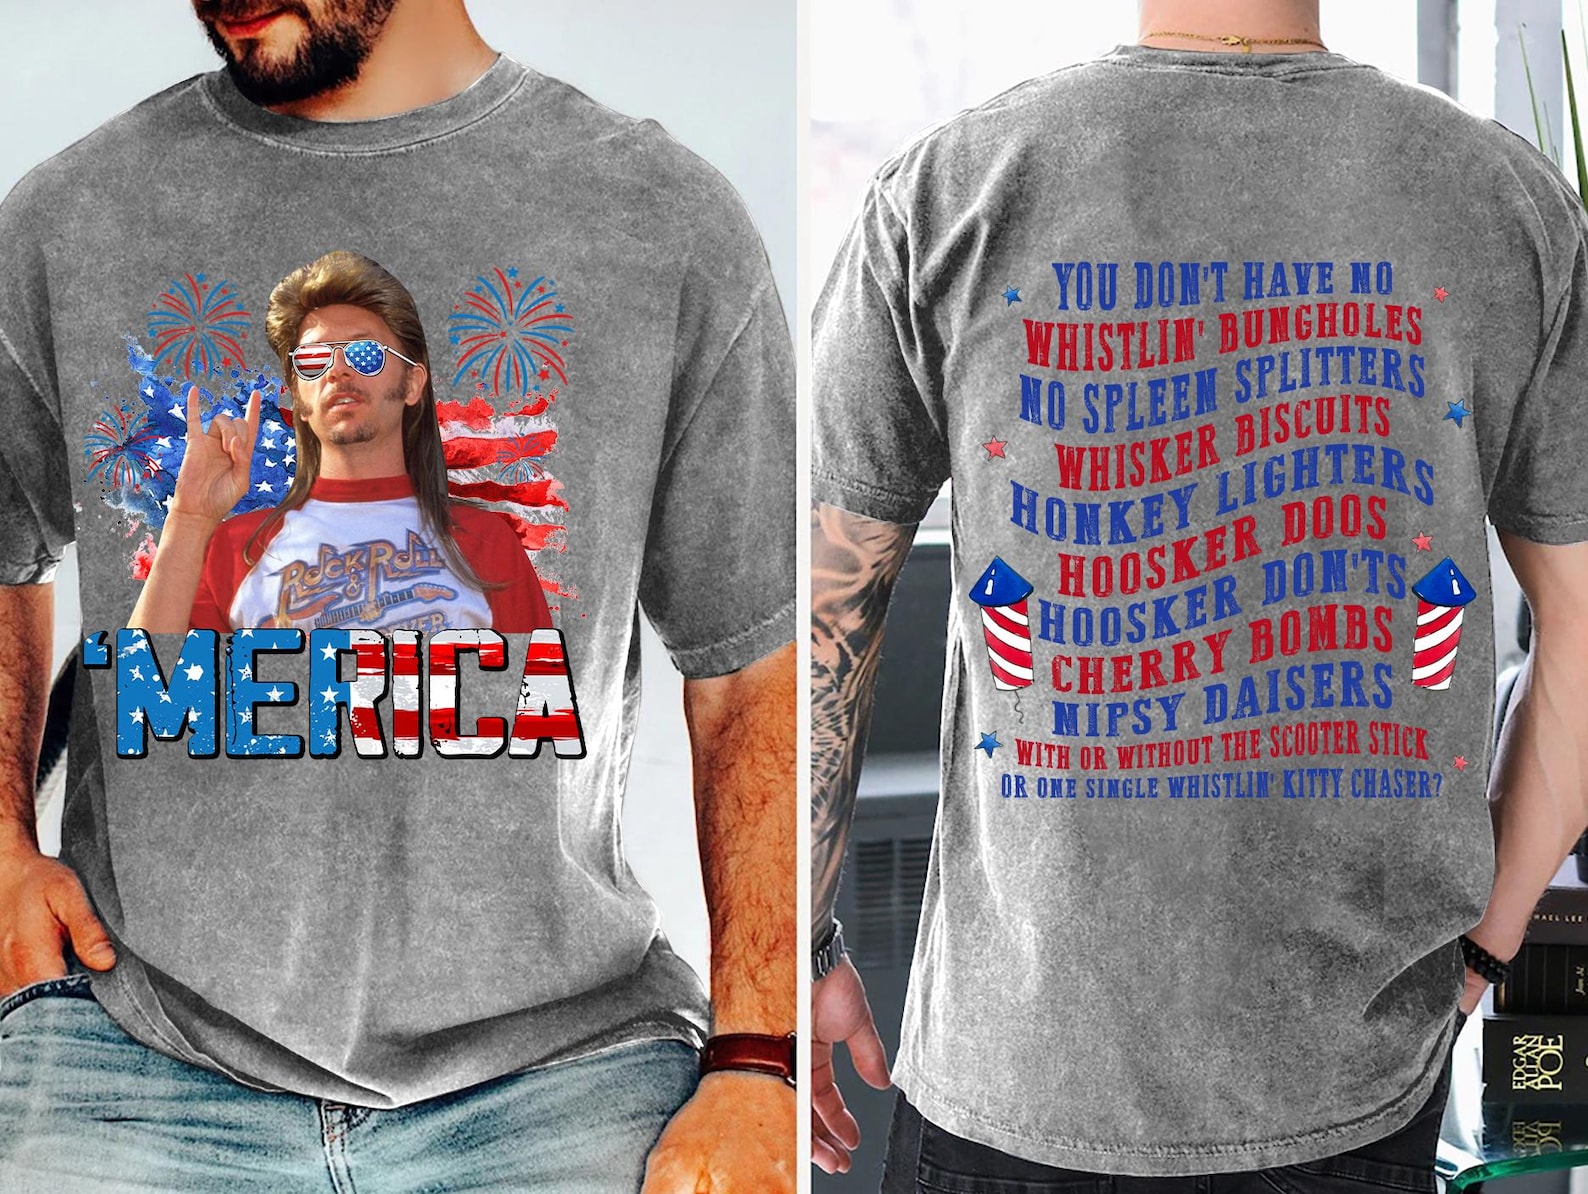 ROCK & ROLL
'MERICA
YOU DON'T HAVE NO
WHISTLIN' BUNGHOLES
NO SPLEEN SPLITTERS
WHISKER BISCUITS
HONKEY LIGHTERS
HOOSKER DOOS
HOOSKER DON'TS
CHERRY BOMBS
NIPSY DAISERS
WITH OR WITHOUT THE SCOOTER STICK
OR ONE SINGLE WHISTLIN' KITTY CHASER?
EDGAR
ALLAN
POE